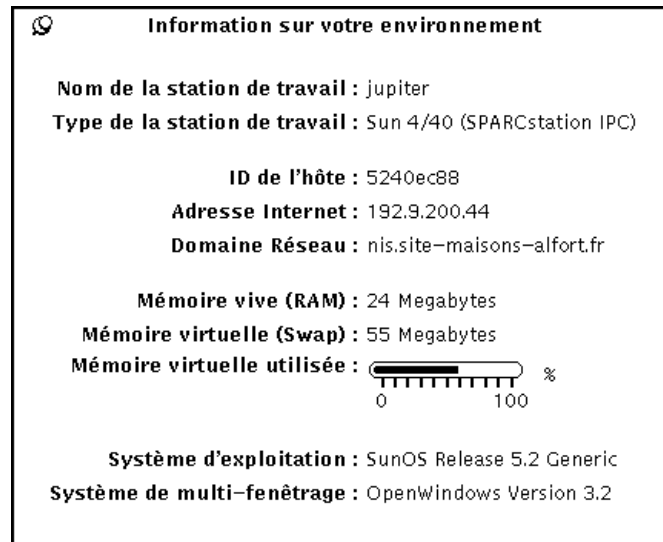 Information sur votre environnement
Nom de la station de travail : jupiter
Type de la station de travail : Sun 4/40 (SPARCstation IPC)
ID de l'hôte : 5240ec88
Adresse Internet : 192.9.200.44
Domaine Réseau : nis.site-maisons-alfort.fr
Mémoire vive (RAM) : 24 Megabytes
Mémoire virtuelle (Swap) : 55 Megabytes
Mémoire virtuelle utilisée : %
0 100
Système d'exploitation : SunOS Release 5.2 Generic
Système de multi-fenêtrage : OpenWindows Version 3.2